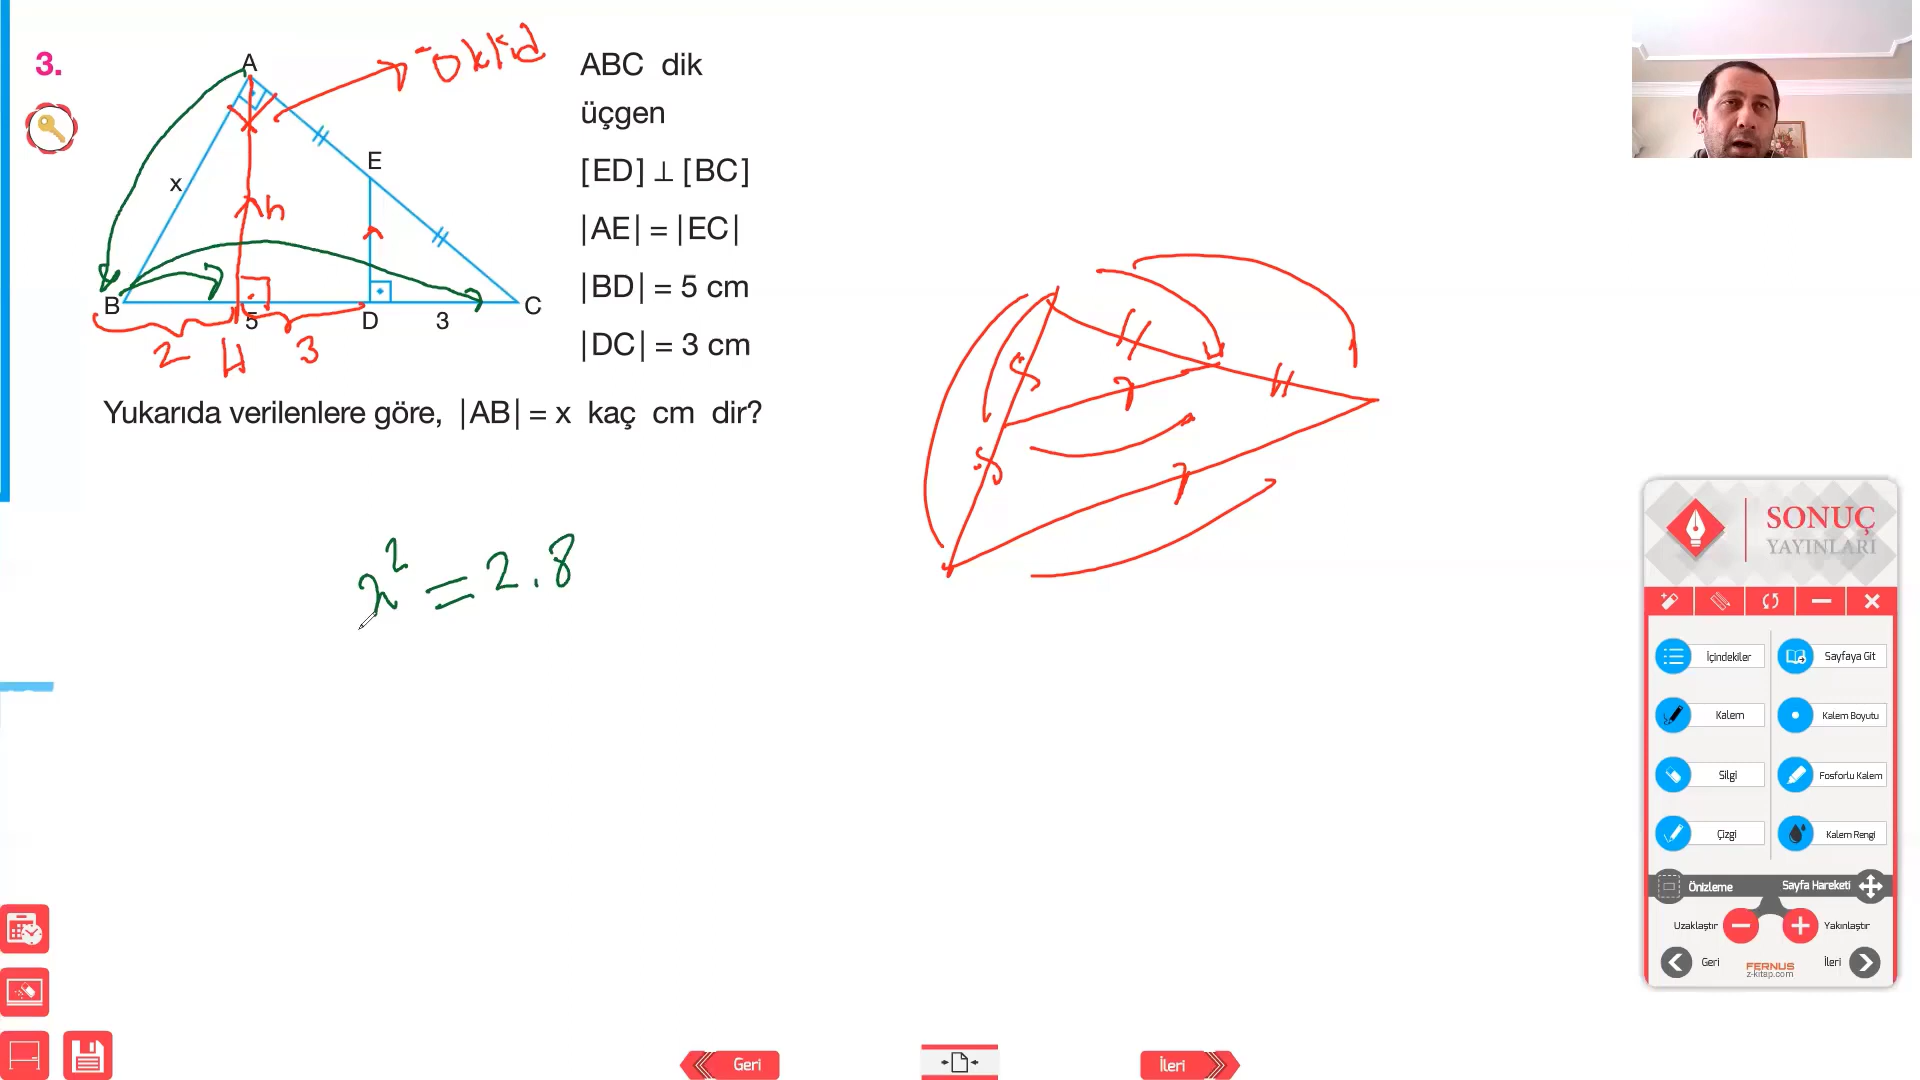 3.
A
öklid
ABC dik
üçgen
E
[ED] ⊥ [BC]
x
h
|AE| = |EC|
|BD| = 5 cm
B
5
D
3
C
2
H
3
|DC| = 3 cm
Yukarıda verilenlere göre, |AB| = x kaç cm dir?
x² = 2.8
SONUÇ
YAYINLARI
İçindekiler
Sayfaya Git
Kalem
Kalem Boyutu
Silgi
Fosforlu Kalem
Çizgi
Kalem Rengi
Önizleme
Sayfa Hareketi
Uzaklaştır
Yakınlaştır
Geri
FERNUS
z-kitap.com
İleri
Geri
İleri